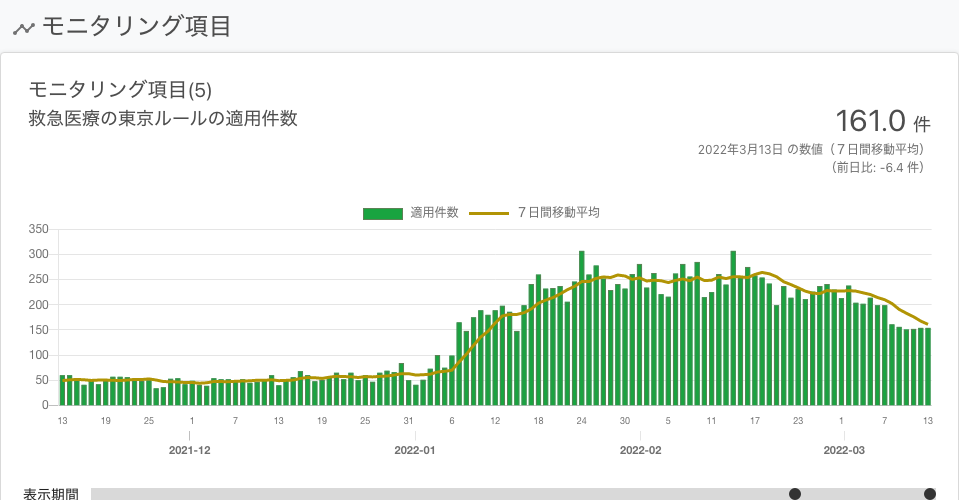 モニタリング項目
モニタリング項目(5)
救急医療の東京ルールの適用件数
161.0 件
2022年3月13日 の数値（７日間移動平均）
（前日比: -6.4 件）
適用件数 ７日間移動平均
350
300
250
200
150
100
50
0
13 19 25 1 7 13 19 25 31 6 12 18 24 30 5 11 17 23 1 7 13
2021-12 2022-01 2022-02 2022-03
表示期間